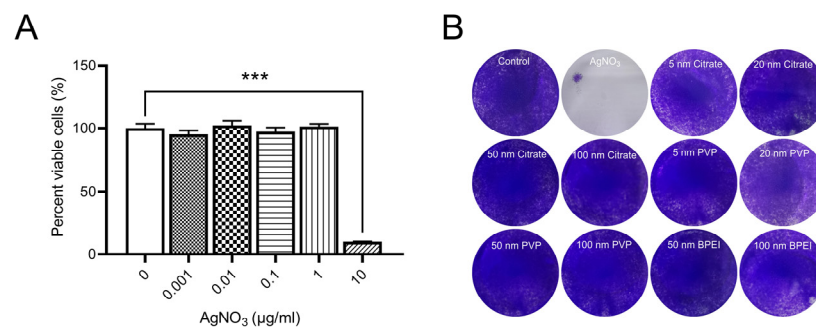 A
B
Percent viable cells (%)
150
100
50
0
***
0
0.001
0.01
0.1
1
10
AgNO₃ (µg/ml)
Control
AgNO₃
5 nm Citrate
20 nm Citrate
50 nm Citrate
100 nm Citrate
5 nm PVP
20 nm PVP
50 nm PVP
100 nm PVP
50 nm BPEI
100 nm BPEI